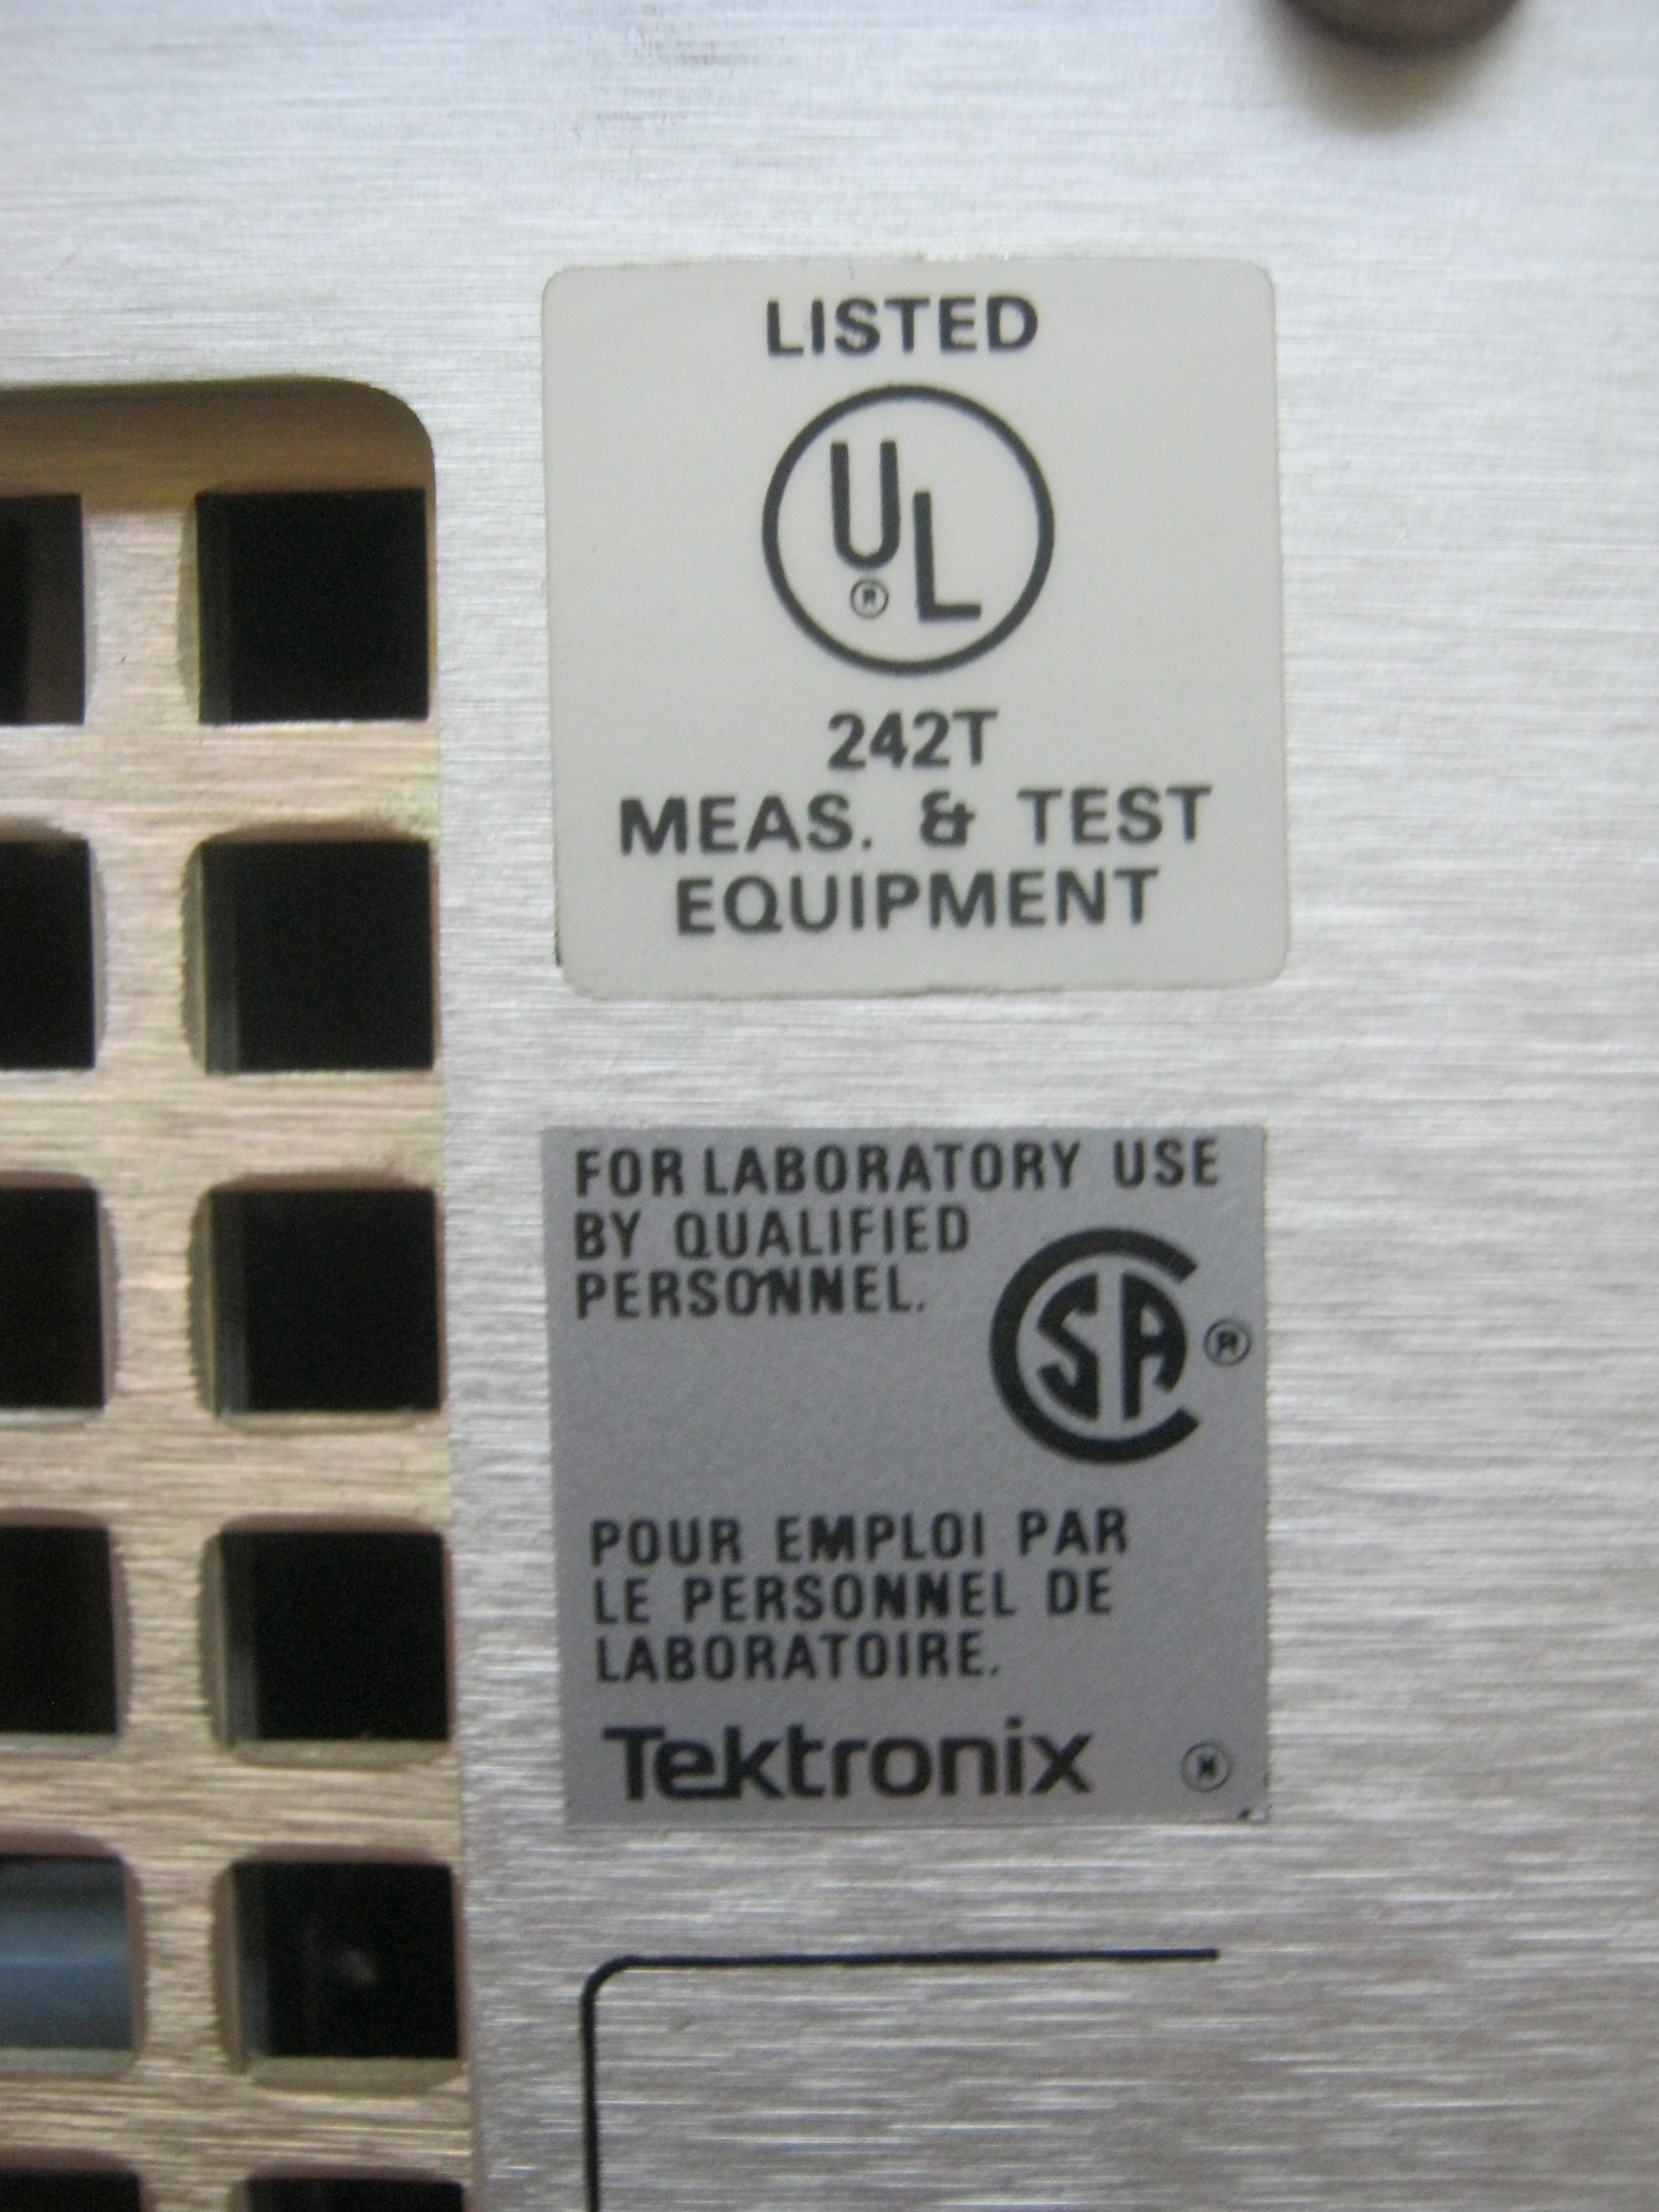 LISTED
UL
®
242T
MEAS. & TEST
EQUIPMENT
FOR LABORATORY USE
BY QUALIFIED
PERSONNEL.
CSA ®
POUR EMPLOI PAR
LE PERSONNEL DE
LABORATOIRE.
Tektronix ®